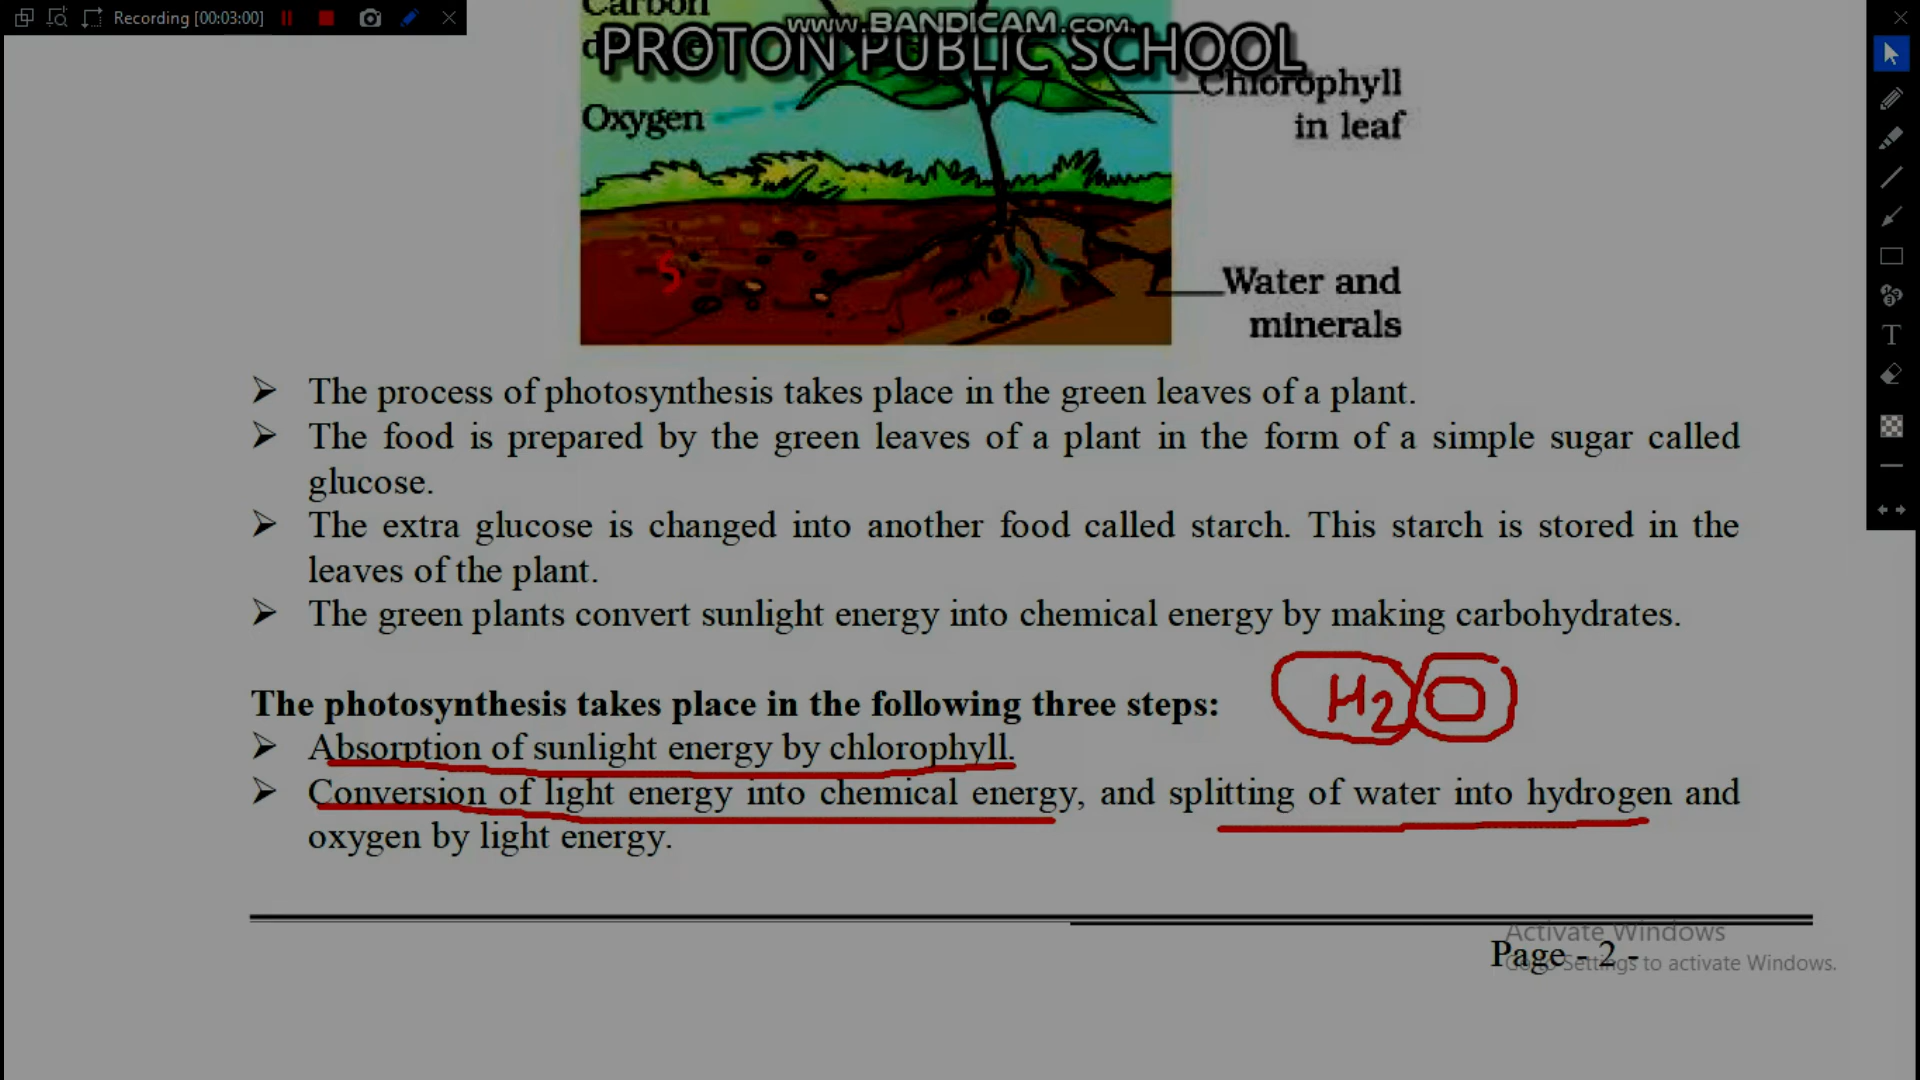 Recording [00:03:00]
www.BANDICAM.com
PROTON PUBLIC SCHOOL
Carbon
Oxygen
Chlorophyll
in leaf
S
Water and
minerals
➢ The process of photosynthesis takes place in the green leaves of a plant.
➢ The food is prepared by the green leaves of a plant in the form of a simple sugar called
glucose.
➢ The extra glucose is changed into another food called starch. This starch is stored in the
leaves of the plant.
➢ The green plants convert sunlight energy into chemical energy by making carbohydrates.
H2O
The photosynthesis takes place in the following three steps:
➢ Absorption of sunlight energy by chlorophyll.
➢ Conversion of light energy into chemical energy, and splitting of water into hydrogen and
oxygen by light energy.
Activate Windows
Page - 2 -
Go to Settings to activate Windows.